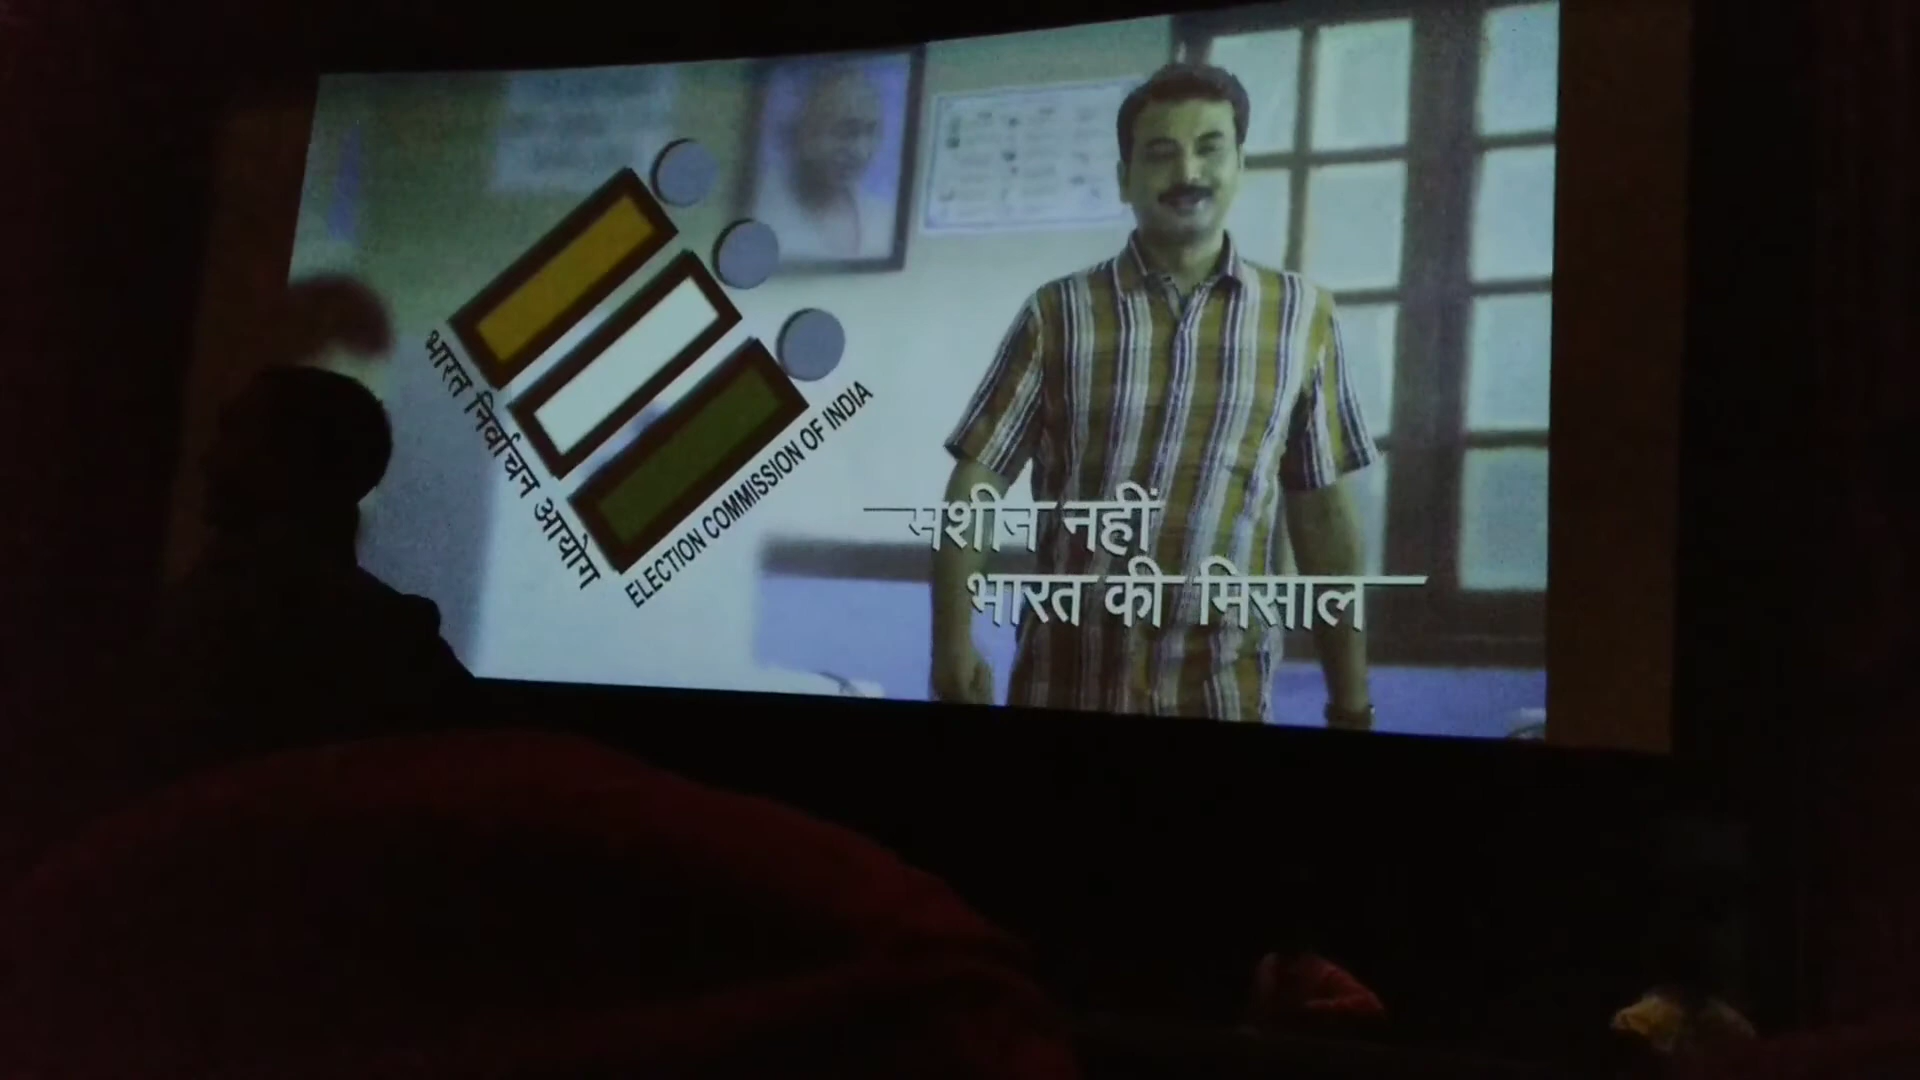 भारत निर्वाचन आयोग
ELECTION COMMISSION OF INDIA
मशीन नहीं
भारत की मिसाल